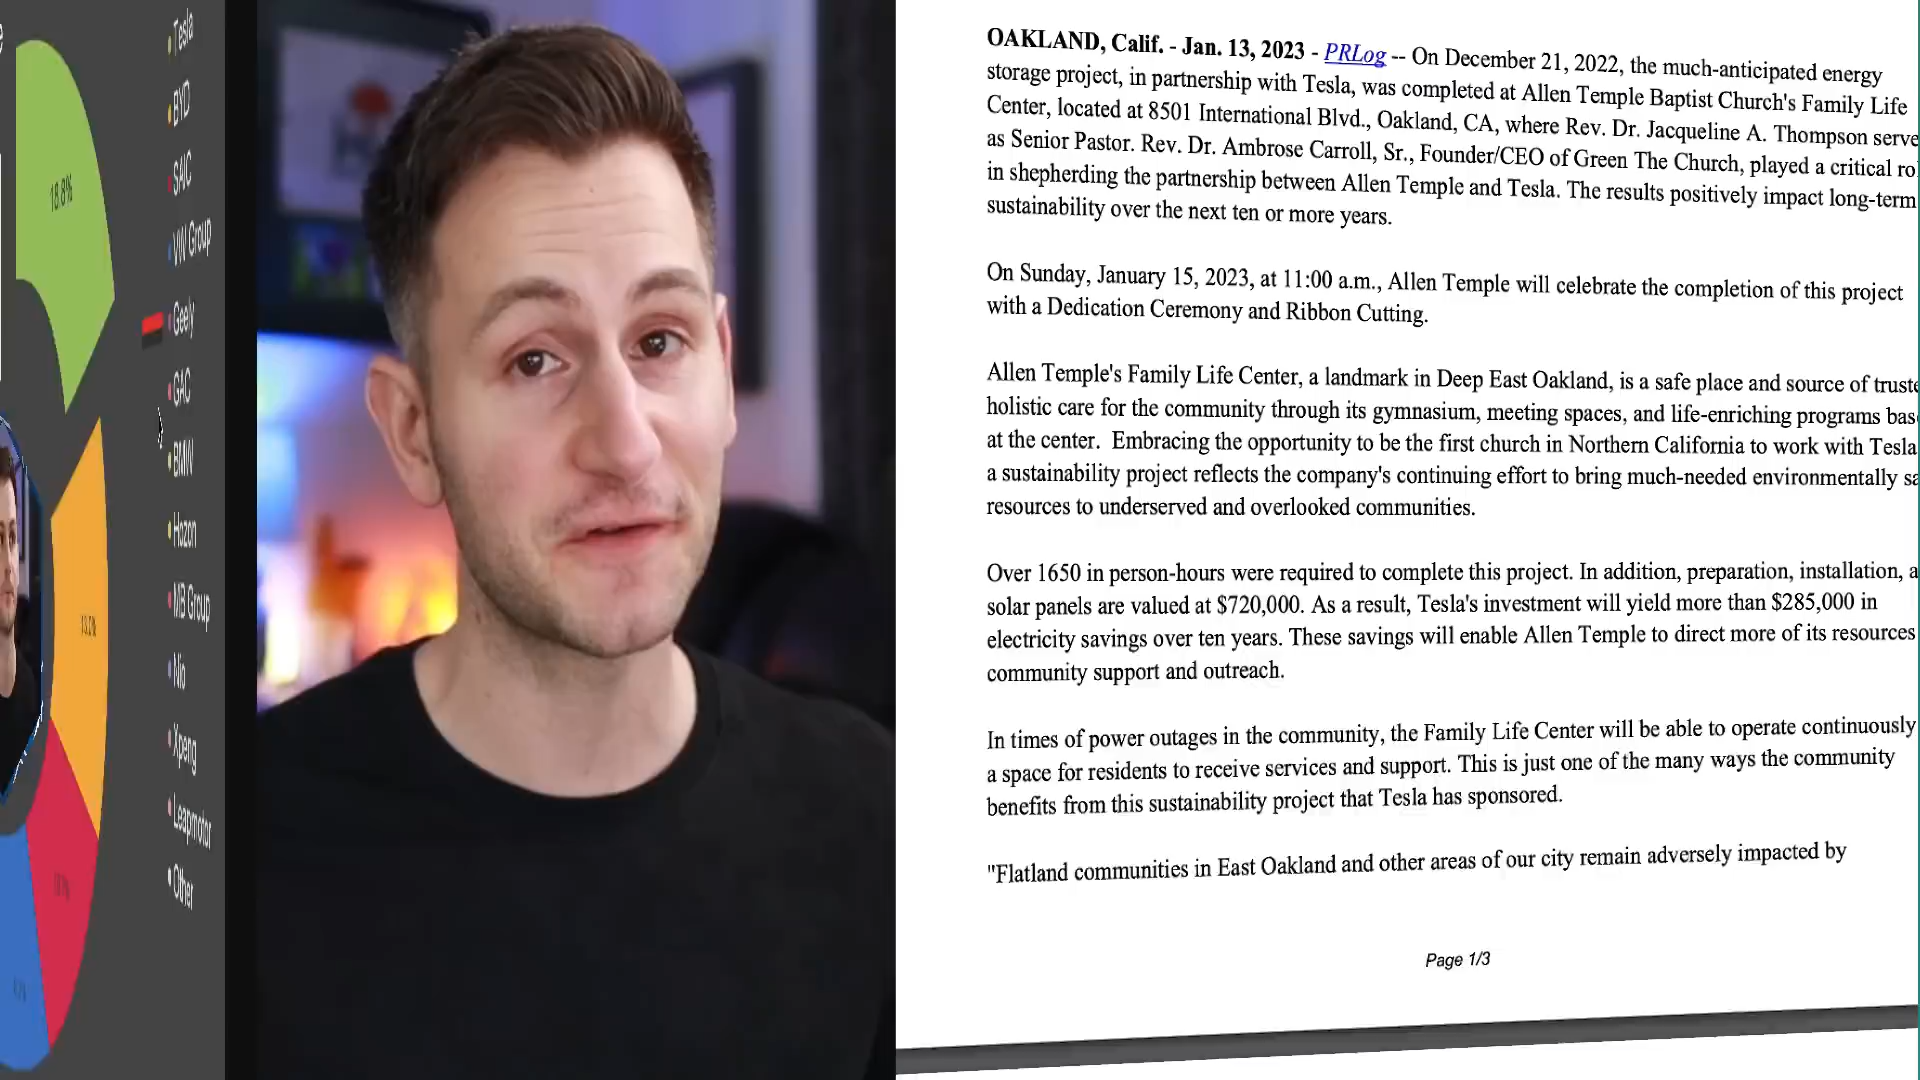 Tesla
BYD
SAIC
VW Group
Geely
GAC
BMW
Hozon
MB Group
Nio
Xpeng
Leapmotor
Other
18.8%
OAKLAND, Calif. - Jan. 13, 2023 - PRLog -- On December 21, 2022, the much-anticipated energy
storage project, in partnership with Tesla, was completed at Allen Temple Baptist Church's Family Life
Center, located at 8501 International Blvd., Oakland, CA, where Rev. Dr. Jacqueline A. Thompson serve
as Senior Pastor. Rev. Dr. Ambrose Carroll, Sr., Founder/CEO of Green The Church, played a critical ro
in shepherding the partnership between Allen Temple and Tesla. The results positively impact long-term
sustainability over the next ten or more years.
On Sunday, January 15, 2023, at 11:00 a.m., Allen Temple will celebrate the completion of this project
with a Dedication Ceremony and Ribbon Cutting.
Allen Temple's Family Life Center, a landmark in Deep East Oakland, is a safe place and source of truste
holistic care for the community through its gymnasium, meeting spaces, and life-enriching programs bas
at the center. Embracing the opportunity to be the first church in Northern California to work with Tesla
a sustainability project reflects the company's continuing effort to bring much-needed environmentally sa
resources to underserved and overlooked communities.
Over 1650 in person-hours were required to complete this project. In addition, preparation, installation, a
solar panels are valued at $720,000. As a result, Tesla's investment will yield more than $285,000 in
electricity savings over ten years. These savings will enable Allen Temple to direct more of its resources
community support and outreach.
In times of power outages in the community, the Family Life Center will be able to operate continuously
a space for residents to receive services and support. This is just one of the many ways the community
benefits from this sustainability project that Tesla has sponsored.
"Flatland communities in East Oakland and other areas of our city remain adversely impacted by
Page 1/3